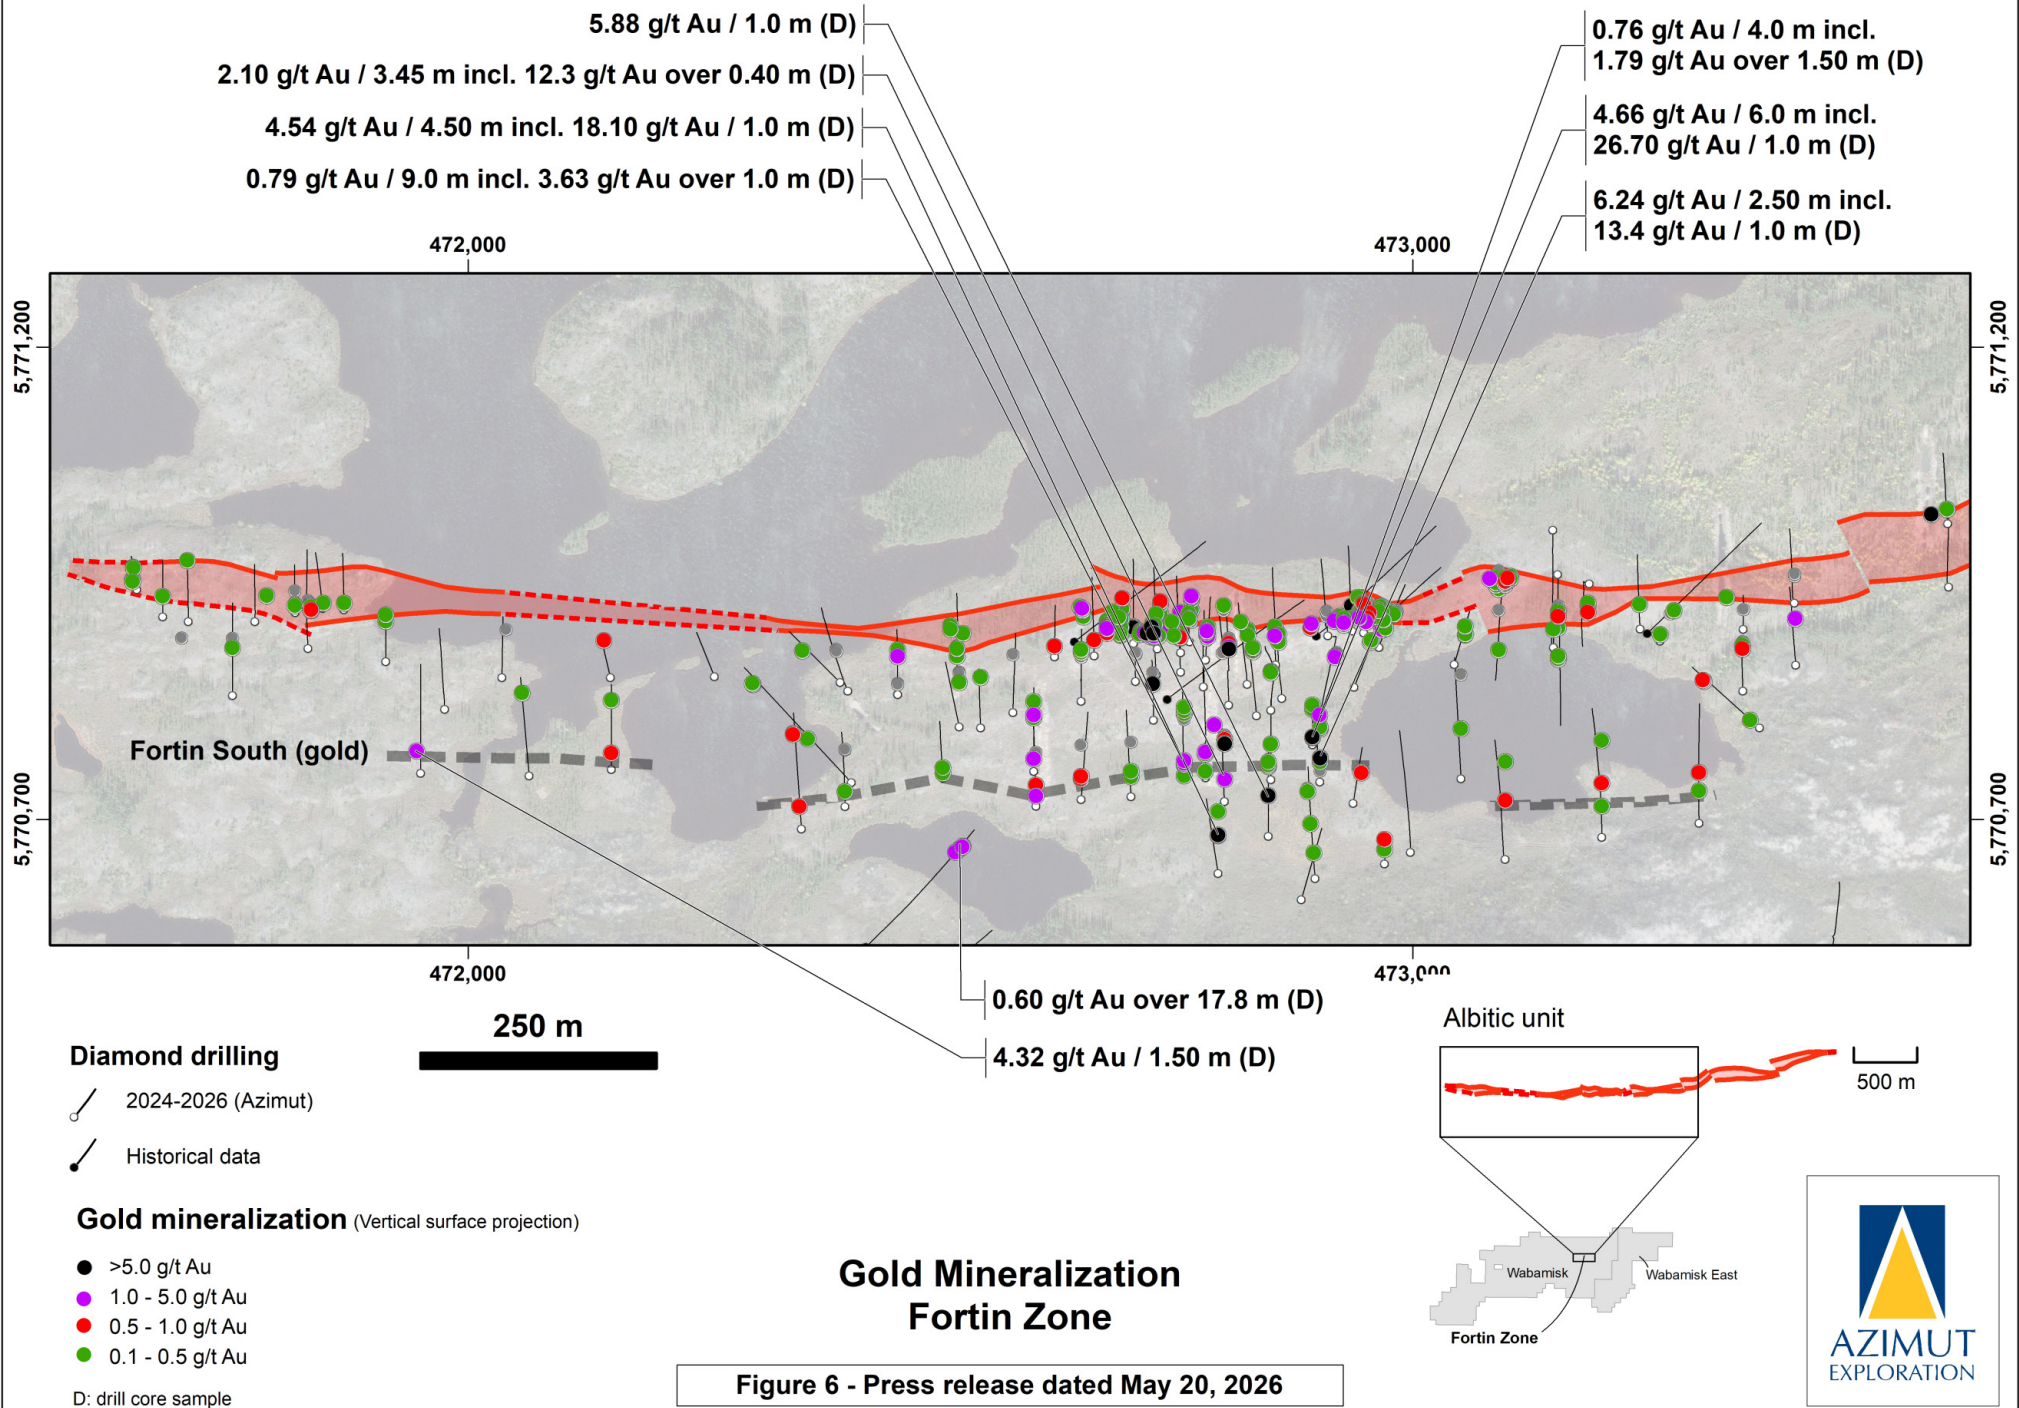 5.88 g/t Au / 1.0 m (D)
2.10 g/t Au / 3.45 m incl. 12.3 g/t Au over 0.40 m (D)
4.54 g/t Au / 4.50 m incl. 18.10 g/t Au / 1.0 m (D)
0.79 g/t Au / 9.0 m incl. 3.63 g/t Au over 1.0 m (D)
0.76 g/t Au / 4.0 m incl.
1.79 g/t Au over 1.50 m (D)
4.66 g/t Au / 6.0 m incl.
26.70 g/t Au / 1.0 m (D)
6.24 g/t Au / 2.50 m incl.
13.4 g/t Au / 1.0 m (D)
472,000
473,000
5,771,200
5,771,200
Fortin South (gold)
5,770,700
5,770,700
472,000
473,000
0.60 g/t Au over 17.8 m (D)
4.32 g/t Au / 1.50 m (D)
250 m
Diamond drilling
2024-2026 (Azimut)
Historical data
Gold mineralization (Vertical surface projection)
>5.0 g/t Au
1.0 - 5.0 g/t Au
0.5 - 1.0 g/t Au
0.1 - 0.5 g/t Au
D: drill core sample
Gold Mineralization
Fortin Zone
Figure 6 - Press release dated May 20, 2026
Albitic unit
500 m
Wabamisk
Wabamisk East
Fortin Zone
AZIMUT
EXPLORATION